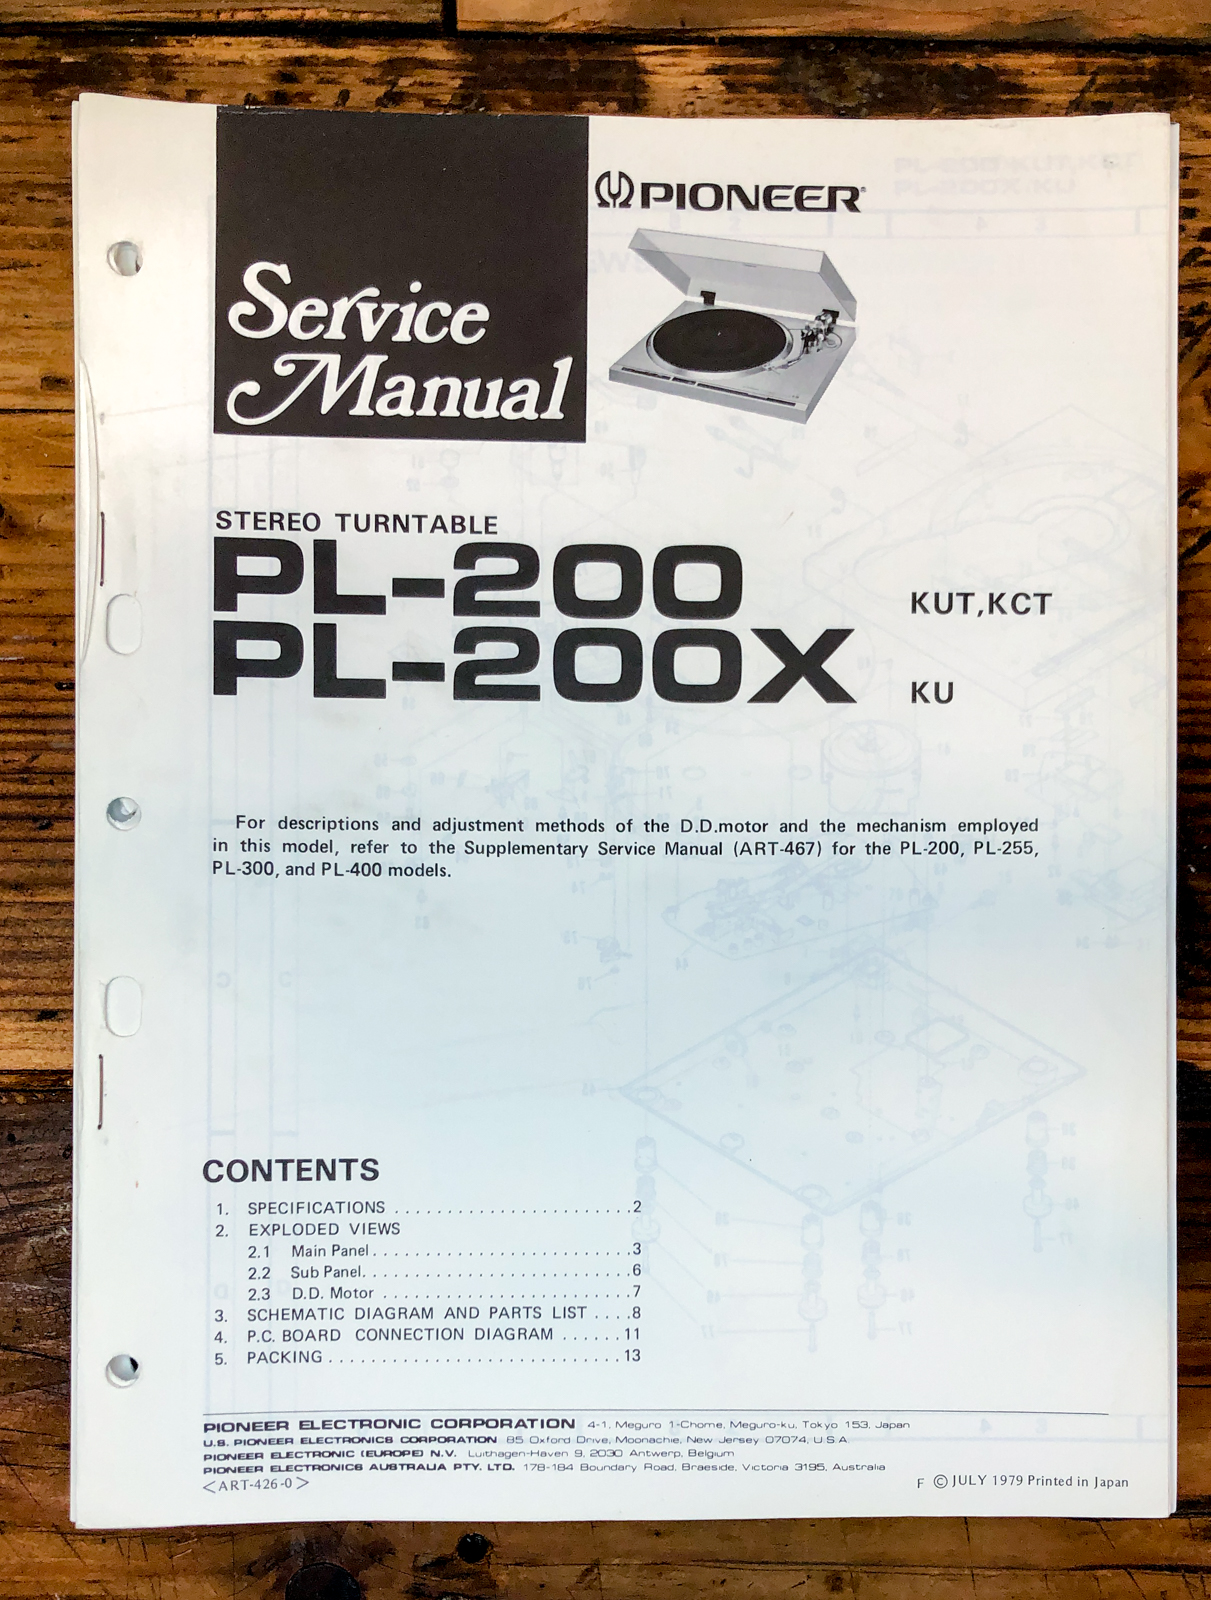 Service
Manual
PIONEER®
STEREO TURNTABLE
PL-200 KUT,KCT
PL-200X KU
For descriptions and adjustment methods of the D.D.motor and the mechanism employed
in this model, refer to the Supplementary Service Manual (ART-467) for the PL-200, PL-255,
PL-300, and PL-400 models.
CONTENTS
1. SPECIFICATIONS . . . . . . . . . . . . . . . . . . . . . . . 2
2. EXPLODED VIEWS
2.1 Main Panel . . . . . . . . . . . . . . . . . . . . . . . . . 3
2.2 Sub Panel. . . . . . . . . . . . . . . . . . . . . . . . . . 6
2.3 D.D. Motor . . . . . . . . . . . . . . . . . . . . . . . . 7
3. SCHEMATIC DIAGRAM AND PARTS LIST . . . . 8
4. P.C. BOARD CONNECTION DIAGRAM . . . . . . 11
5. PACKING . . . . . . . . . . . . . . . . . . . . . . . . . . . . 13
PIONEER ELECTRONIC CORPORATION 4-1, Meguro 1-Chome, Meguro-ku, Tokyo 153, Japan
U.S. PIONEER ELECTRONICS CORPORATION 85 Oxford Drive, Moonachie, New Jersey 07074, U.S.A.
PIONEER ELECTRONIC (EUROPE) N.V. Luithagen-Haven 9, 2030 Antwerp, Belgium
PIONEER ELECTRONICS AUSTRALIA PTY. LTD. 178-184 Boundary Road, Braeside, Victoria 3195, Australia
<ART-426-0> F © JULY 1979 Printed in Japan